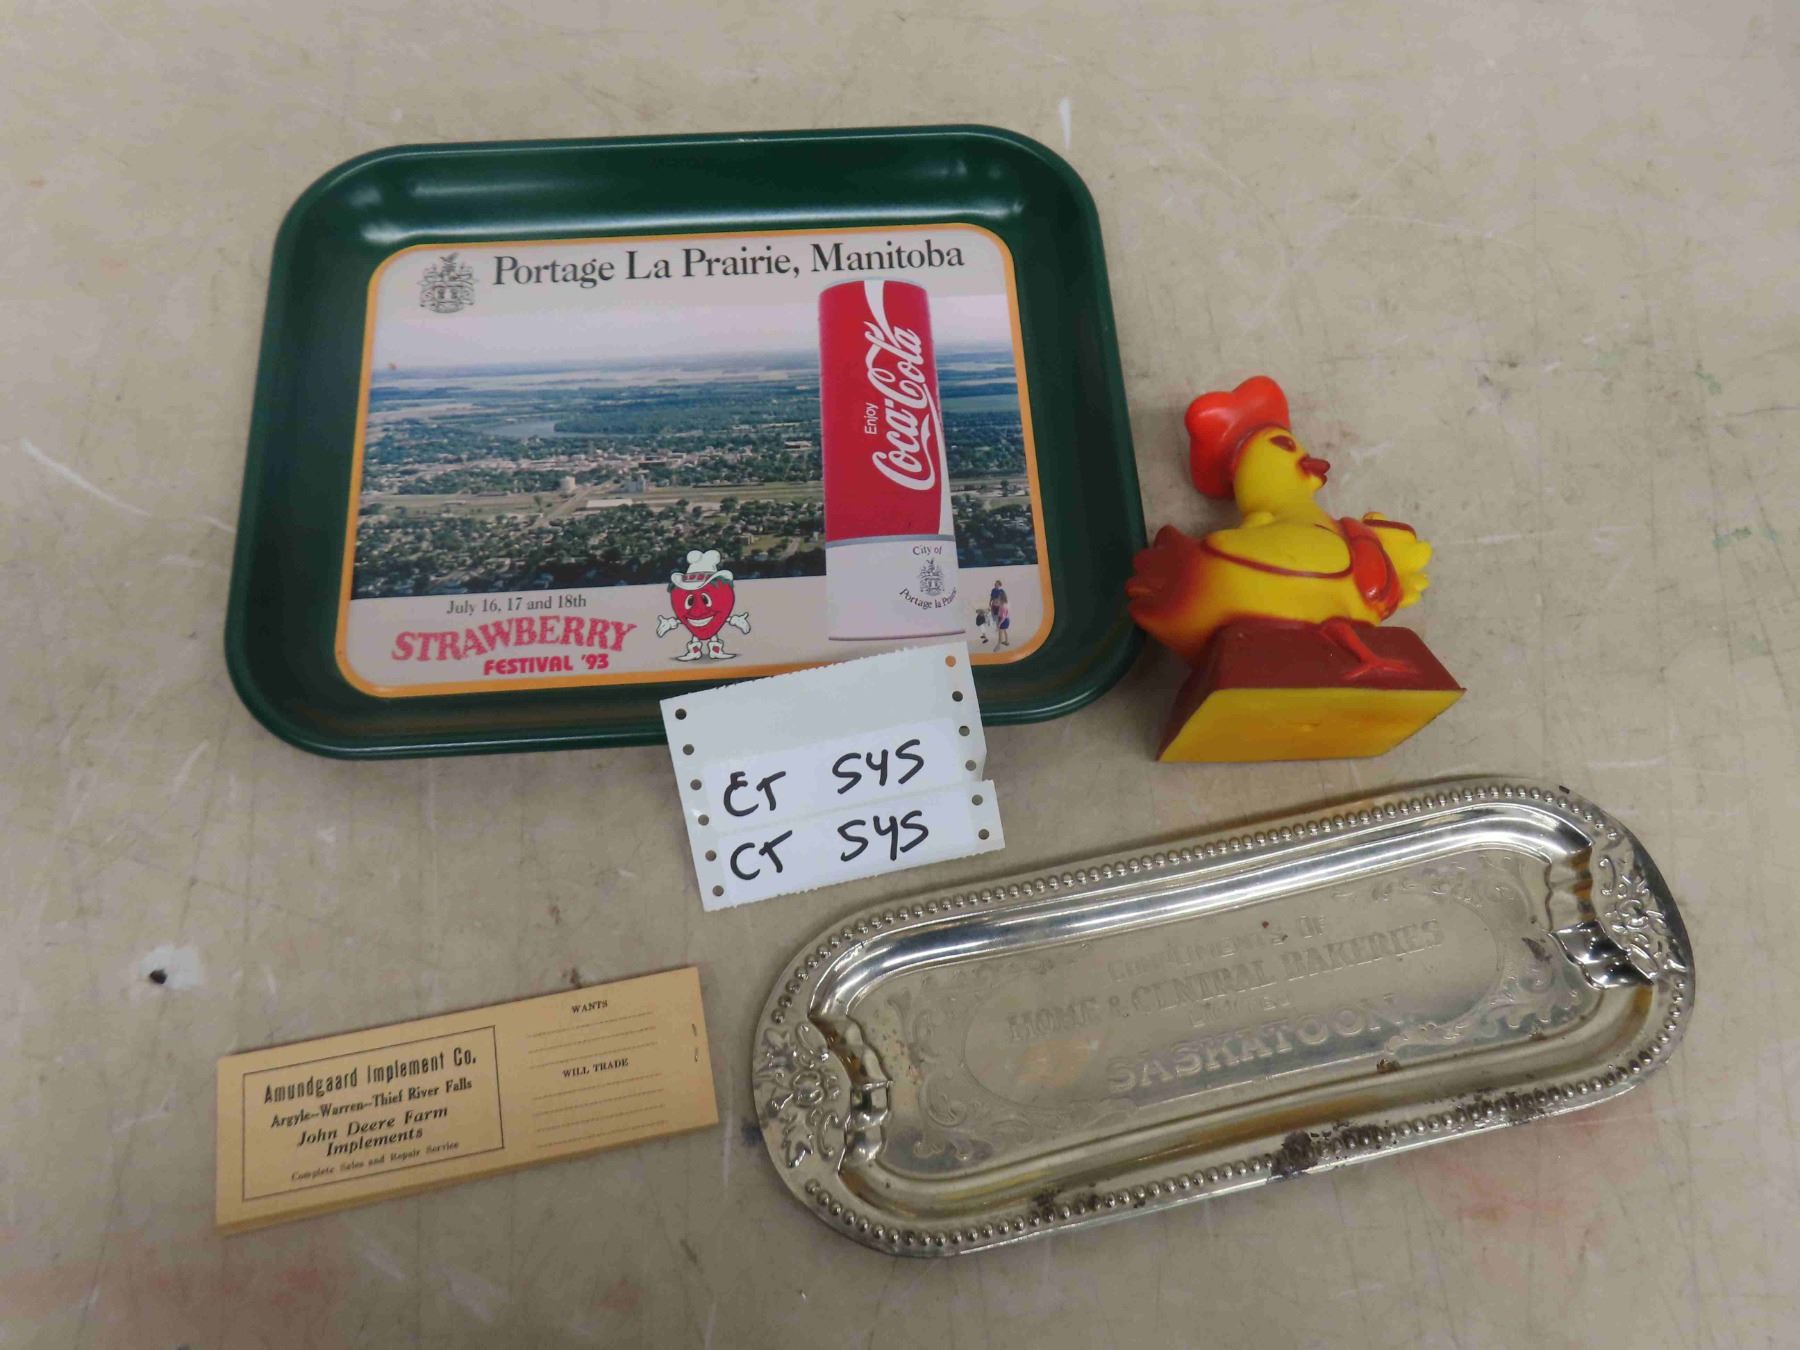 Portage La Prairie, Manitoba
Enjoy
Coca-Cola
City of
Portage la Prairie
July 16, 17 and 18th
STRAWBERRY
FESTIVAL '93
ET 545
CT 545
Amundgaard Implement Co.
Argyle--Warren--Thief River Falls
John Deere Farm
Implements
Complete Sales and Repair Service
WANTS
WILL TRADE
COMPLIMENTS OF
HOME & CENTRAL BAKERIES
LIMITED
SASKATOON